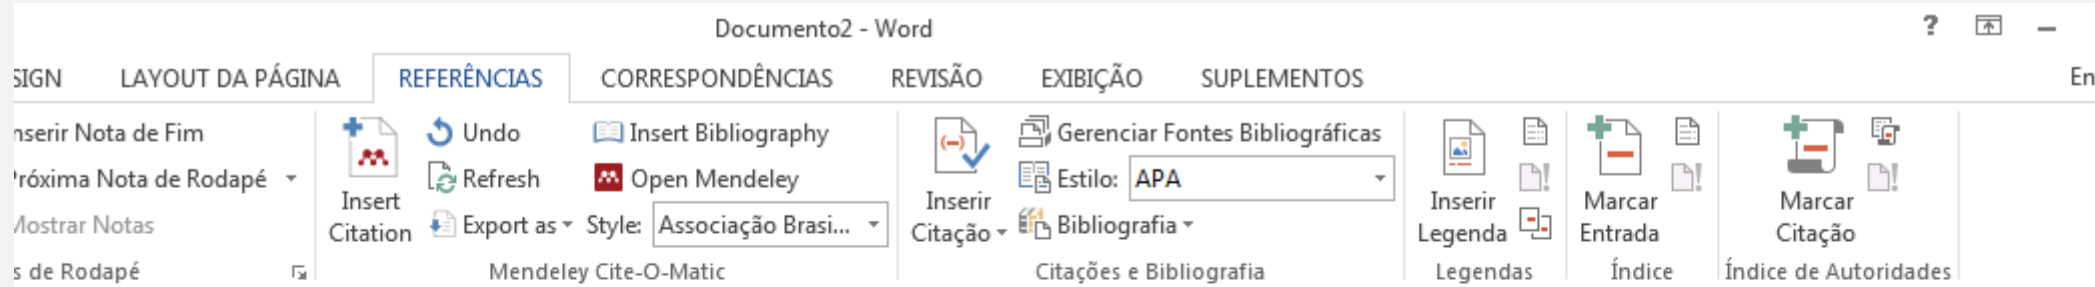 Documento2 - Word ?
SIGN LAYOUT DA PÁGINA REFERÊNCIAS CORRESPONDÊNCIAS REVISÃO EXIBIÇÃO SUPLEMENTOS En
nserir Nota de Fim
Próxima Nota de Rodapé
Mostrar Notas
s de Rodapé
Insert
Citation
Undo
Refresh
Export as
Insert Bibliography
Open Mendeley
Style: Associação Brasi...
Mendeley Cite-O-Matic
Inserir
Citação
Gerenciar Fontes Bibliográficas
Estilo: APA
Bibliografia
Citações e Bibliografia
Inserir
Legenda
Legendas
Marcar
Entrada
Índice
Marcar
Citação
Índice de Autoridades